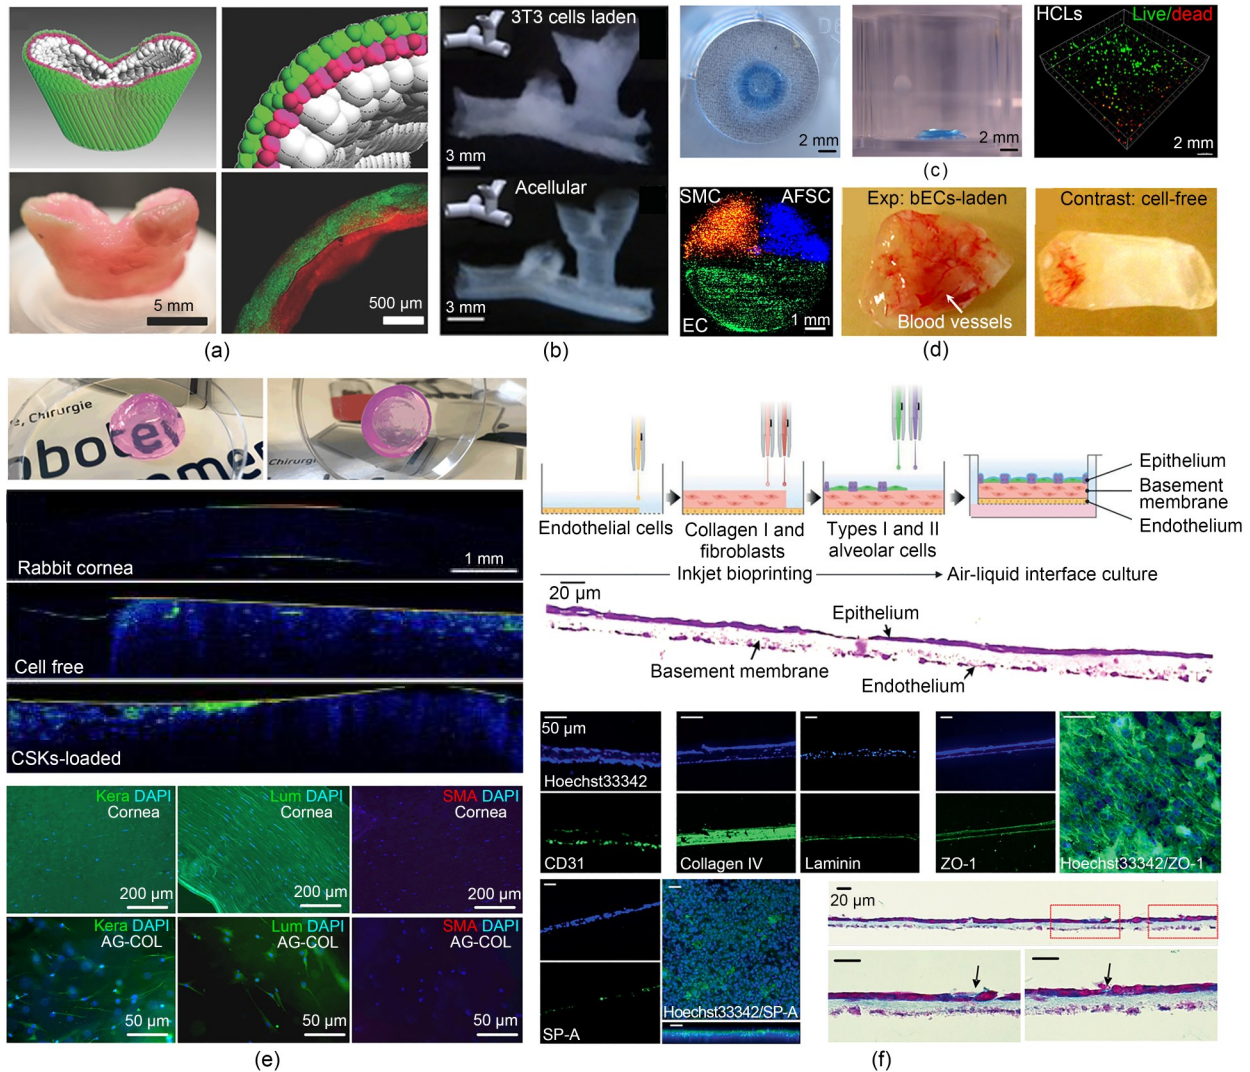 5 mm
500 μm
(a)
3T3 cells laden
3 mm
Acellular
3 mm
(b)
2 mm
2 mm
HCLs
Live/dead
2 mm
(c)
SMC
AFSC
EC
1 mm
Exp: bECs-laden
Blood vessels
Contrast: cell-free
(d)
e, Chirurgie
Chirurgi
Rabbit cornea
1 mm
Cell free
CSKs-loaded
Kera DAPI
Cornea
200 μm
Lum DAPI
Cornea
200 μm
SMA DAPI
Cornea
200 μm
Kera DAPI
AG-COL
50 μm
Lum DAPI
AG-COL
50 μm
SMA DAPI
AG-COL
50 μm
(e)
Endothelial cells
Collagen I and
fibroblasts
Types I and II
alveolar cells
Epithelium
Basement
membrane
Endothelium
Inkjet bioprinting
Air-liquid interface culture
20 μm
Epithelium
Basement membrane
Endothelium
50 μm
Hoechst33342
CD31
Collagen IV
Laminin
ZO-1
Hoechst33342/ZO-1
SP-A
Hoechst33342/SP-A
20 μm
(f)